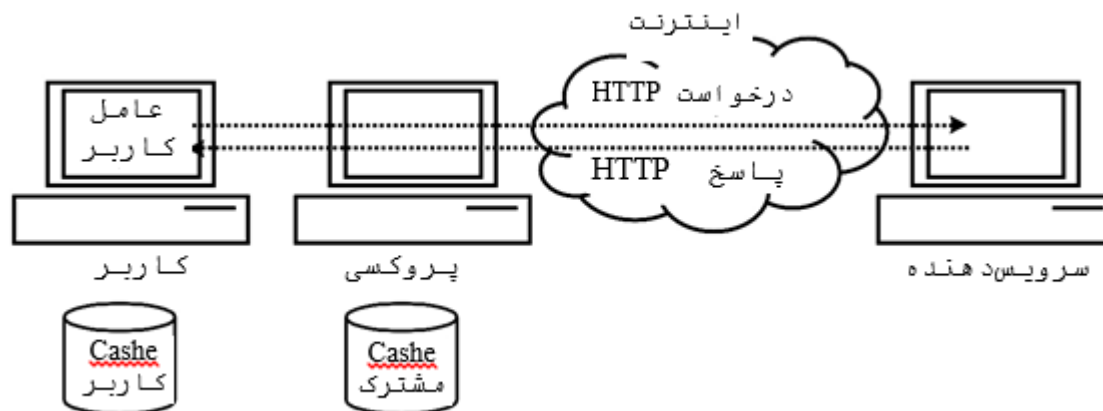 اینترنت
درخواست HTTP
پاسخ HTTP
عامل
کاربر
کاربر
پروکسی
سرویس‌دهنده
Cashe
کاربر
Cashe
مشترک